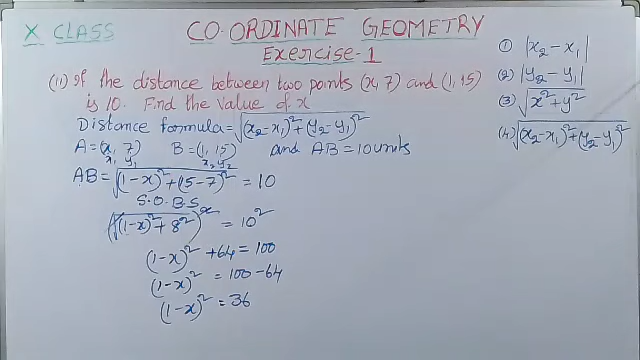 X CLASS
CO-ORDINATE GEOMETRY
Exercise-1
(11) If the distance between two points (x, 7) and (1, 15)
is 10. Find the value of x
Distance formula = √(x₂-x₁)²+(y₂-y₁)²
A = (x, 7) B = (1, 15) and AB = 10 units
x₁ y₁ x₂ y₂
AB = √(1-x)²+(15-7)² = 10
S.O.B.S
(√(1-x)²+8²)² = 10²
(1-x)² + 64 = 100
(1-x)² = 100-64
(1-x)² = 36
(1) |x₂-x₁|
(2) |y₂-y₁|
(3) √x²+y²
(4) √(x₂-x₁)²+(y₂-y₁)²